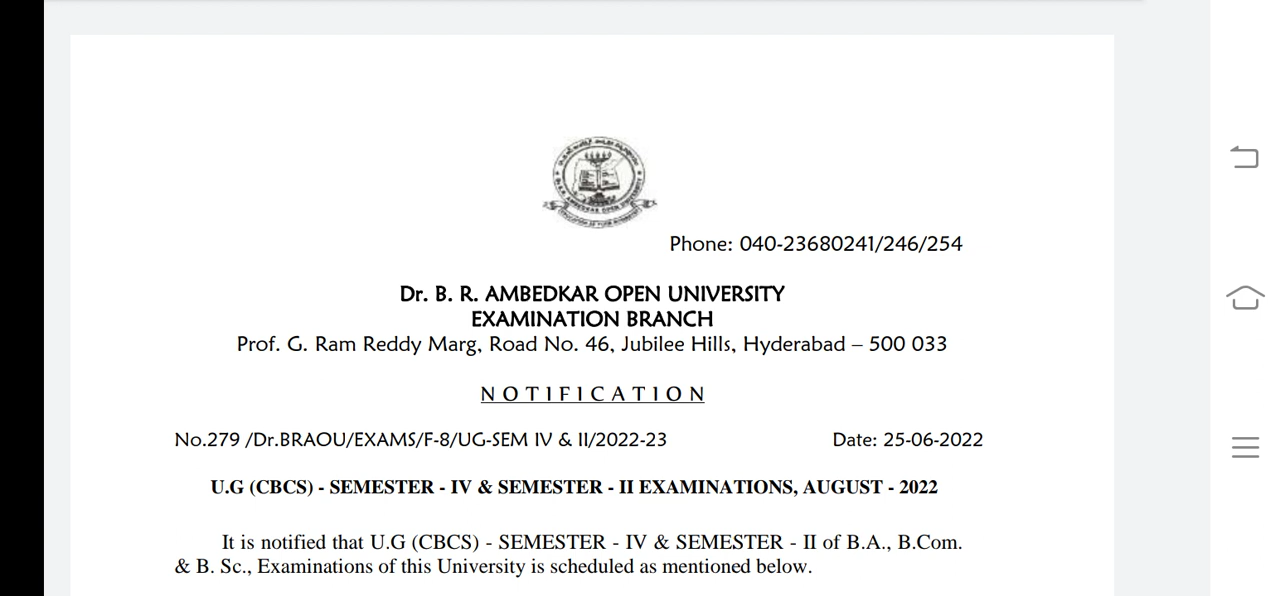 AMBEDKAR OPEN UNIVERSITY
Phone: 040-23680241/246/254
Dr. B. R. AMBEDKAR OPEN UNIVERSITY
EXAMINATION BRANCH
Prof. G. Ram Reddy Marg, Road No. 46, Jubilee Hills, Hyderabad – 500 033
N O T I F I C A T I O N
No.279 /Dr.BRAOU/EXAMS/F-8/UG-SEM IV & II/2022-23 Date: 25-06-2022
U.G (CBCS) - SEMESTER - IV & SEMESTER - II EXAMINATIONS, AUGUST - 2022
It is notified that U.G (CBCS) - SEMESTER - IV & SEMESTER - II of B.A., B.Com.
& B. Sc., Examinations of this University is scheduled as mentioned below.